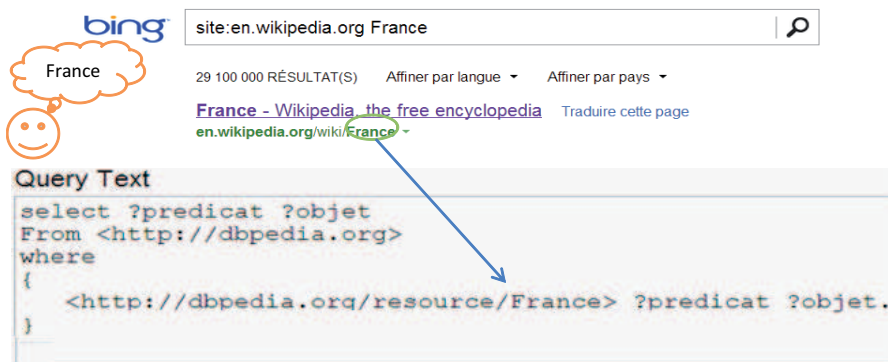 bing
site:en.wikipedia.org France
France
29 100 000 RÉSULTAT(S) Affiner par langue Affiner par pays
France - Wikipedia, the free encyclopedia Traduire cette page
en.wikipedia.org/wiki/France
Query Text
select ?predicat ?objet
From <http://dbpedia.org>
where
{
<http://dbpedia.org/resource/France> ?predicat ?objet.
}